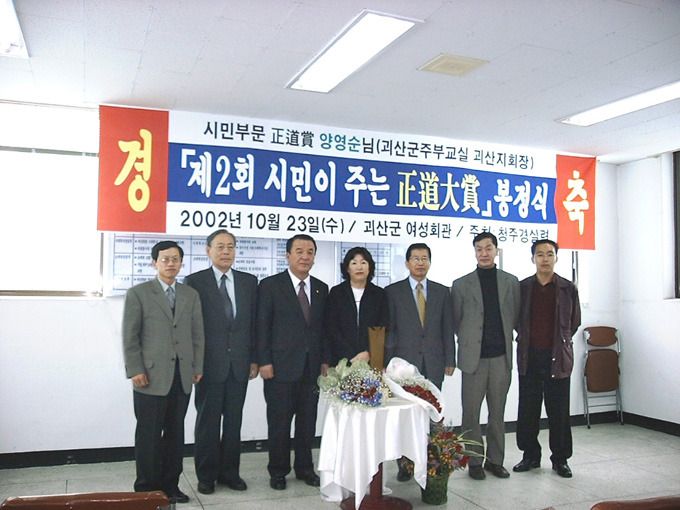 경
시민부문 正道賞 양영순님(괴산군주부교실 괴산지회장)
「제2회 시민이 주는 正道大賞」봉정식
2002년 10월 23일(수) / 괴산군 여성회관 / 주최: 청주경실련
축